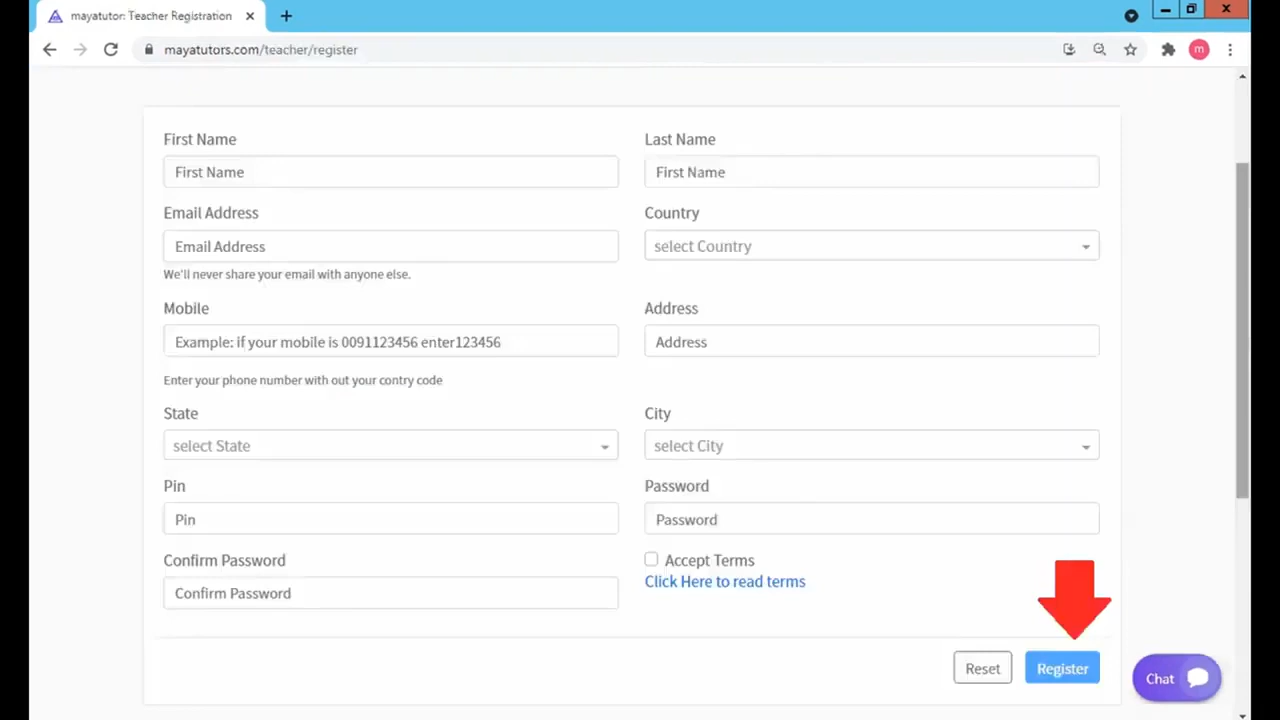 mayatutor: Teacher Registration
mayatutors.com/teacher/register
m
First Name
Last Name
First Name
First Name
Email Address
Country
Email Address
select Country
We'll never share your email with anyone else.
Mobile
Address
Example: if your mobile is 0091123456 enter123456
Address
Enter your phone number with out your contry code
State
City
select State
select City
Pin
Password
Pin
Password
Confirm Password
Accept Terms
Click Here to read terms
Confirm Password
Reset
Register
Chat